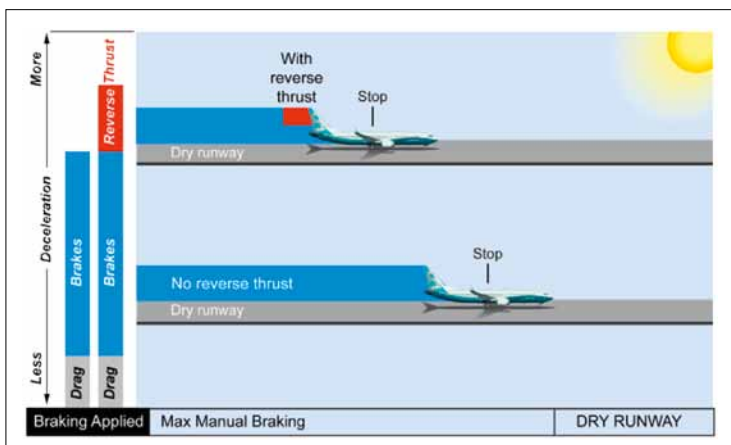 More
Deceleration
Less
Brakes
Drag
Reverse Thrust
Brakes
Drag
With
reverse
thrust
Stop
Dry runway
No reverse thrust
Stop
Dry runway
Braking Applied
Max Manual Braking
DRY RUNWAY